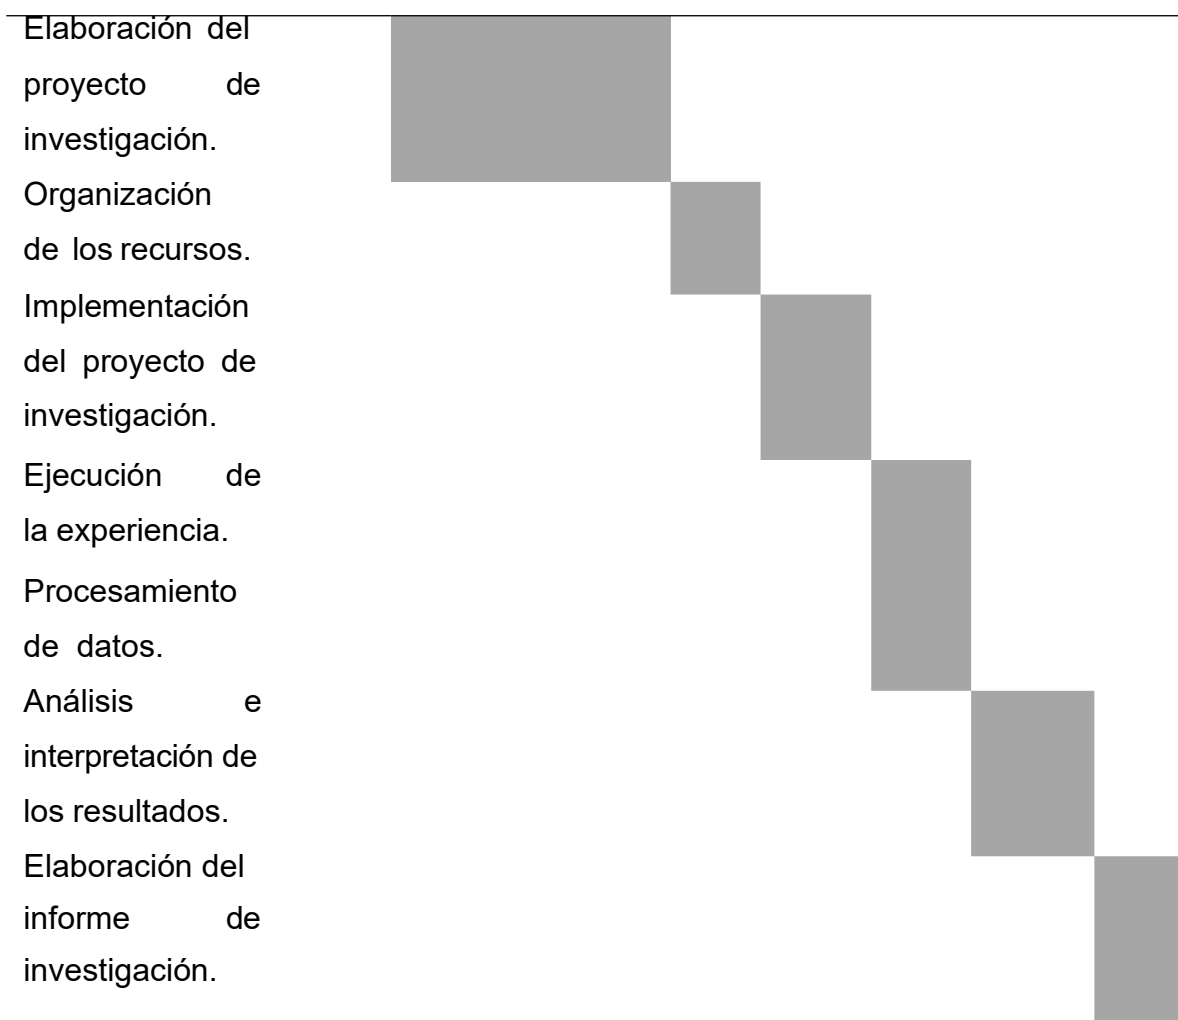 Elaboración del
proyecto de
investigación.
Organización
de los recursos.
Implementación
del proyecto de
investigación.
Ejecución de
la experiencia.
Procesamiento
de datos.
Análisis e
interpretación de
los resultados.
Elaboración del
informe de
investigación.